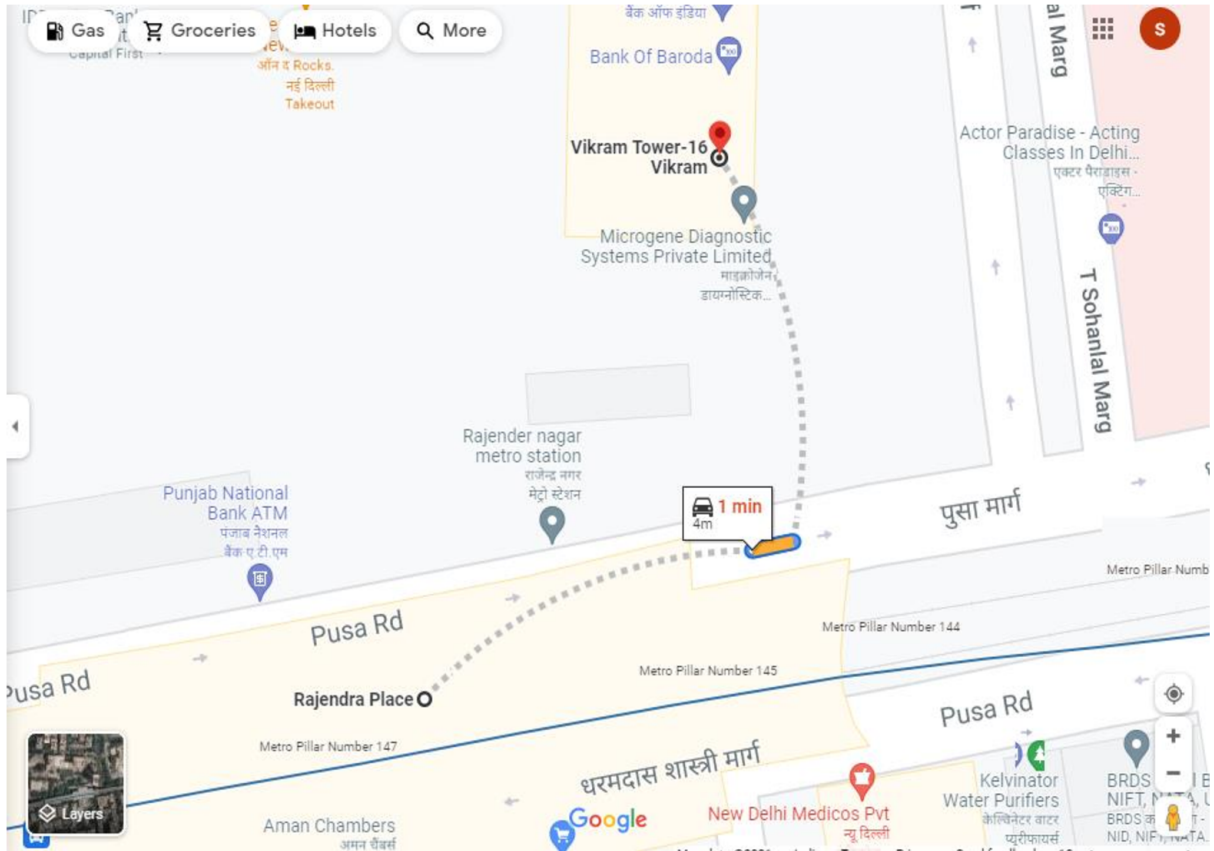 Gas
Groceries
Hotels
More
Capital First
ऑन द Rocks.
नई दिल्ली
Takeout
बैंक ऑफ इंडिया
Bank Of Baroda
al Marg
S
Vikram Tower-16
Vikram
Actor Paradise - Acting
Classes In Delhi...
एक्टर पैराडाइस -
एक्टिंग...
Microgene Diagnostic
Systems Private Limited
माइक्रोजेन
डायग्नोस्टिक...
T Sohanlal Marg
Rajender nagar
metro station
राजेन्द्र नगर
मेट्रो स्टेशन
Punjab National
Bank ATM
पंजाब नैशनल
बैंक ए.टी.एम
1 min
4m
पुसा मार्ग
Metro Pillar Numb
Pusa Rd
Metro Pillar Number 144
Metro Pillar Number 145
Pusa Rd
Rajendra Place
Pusa Rd
Metro Pillar Number 147
धरमदास शास्त्री मार्ग
Layers
Kelvinator
Water Purifiers
केल्विनेटर वाटर
प्यूरीफायर्स
BRDS
NIFT, NATA, U
BRDS
NID, NIFT, NATA.
New Delhi Medicos Pvt
न्यू दिल्ली
Google
Aman Chambers
अमन चैंबर्स